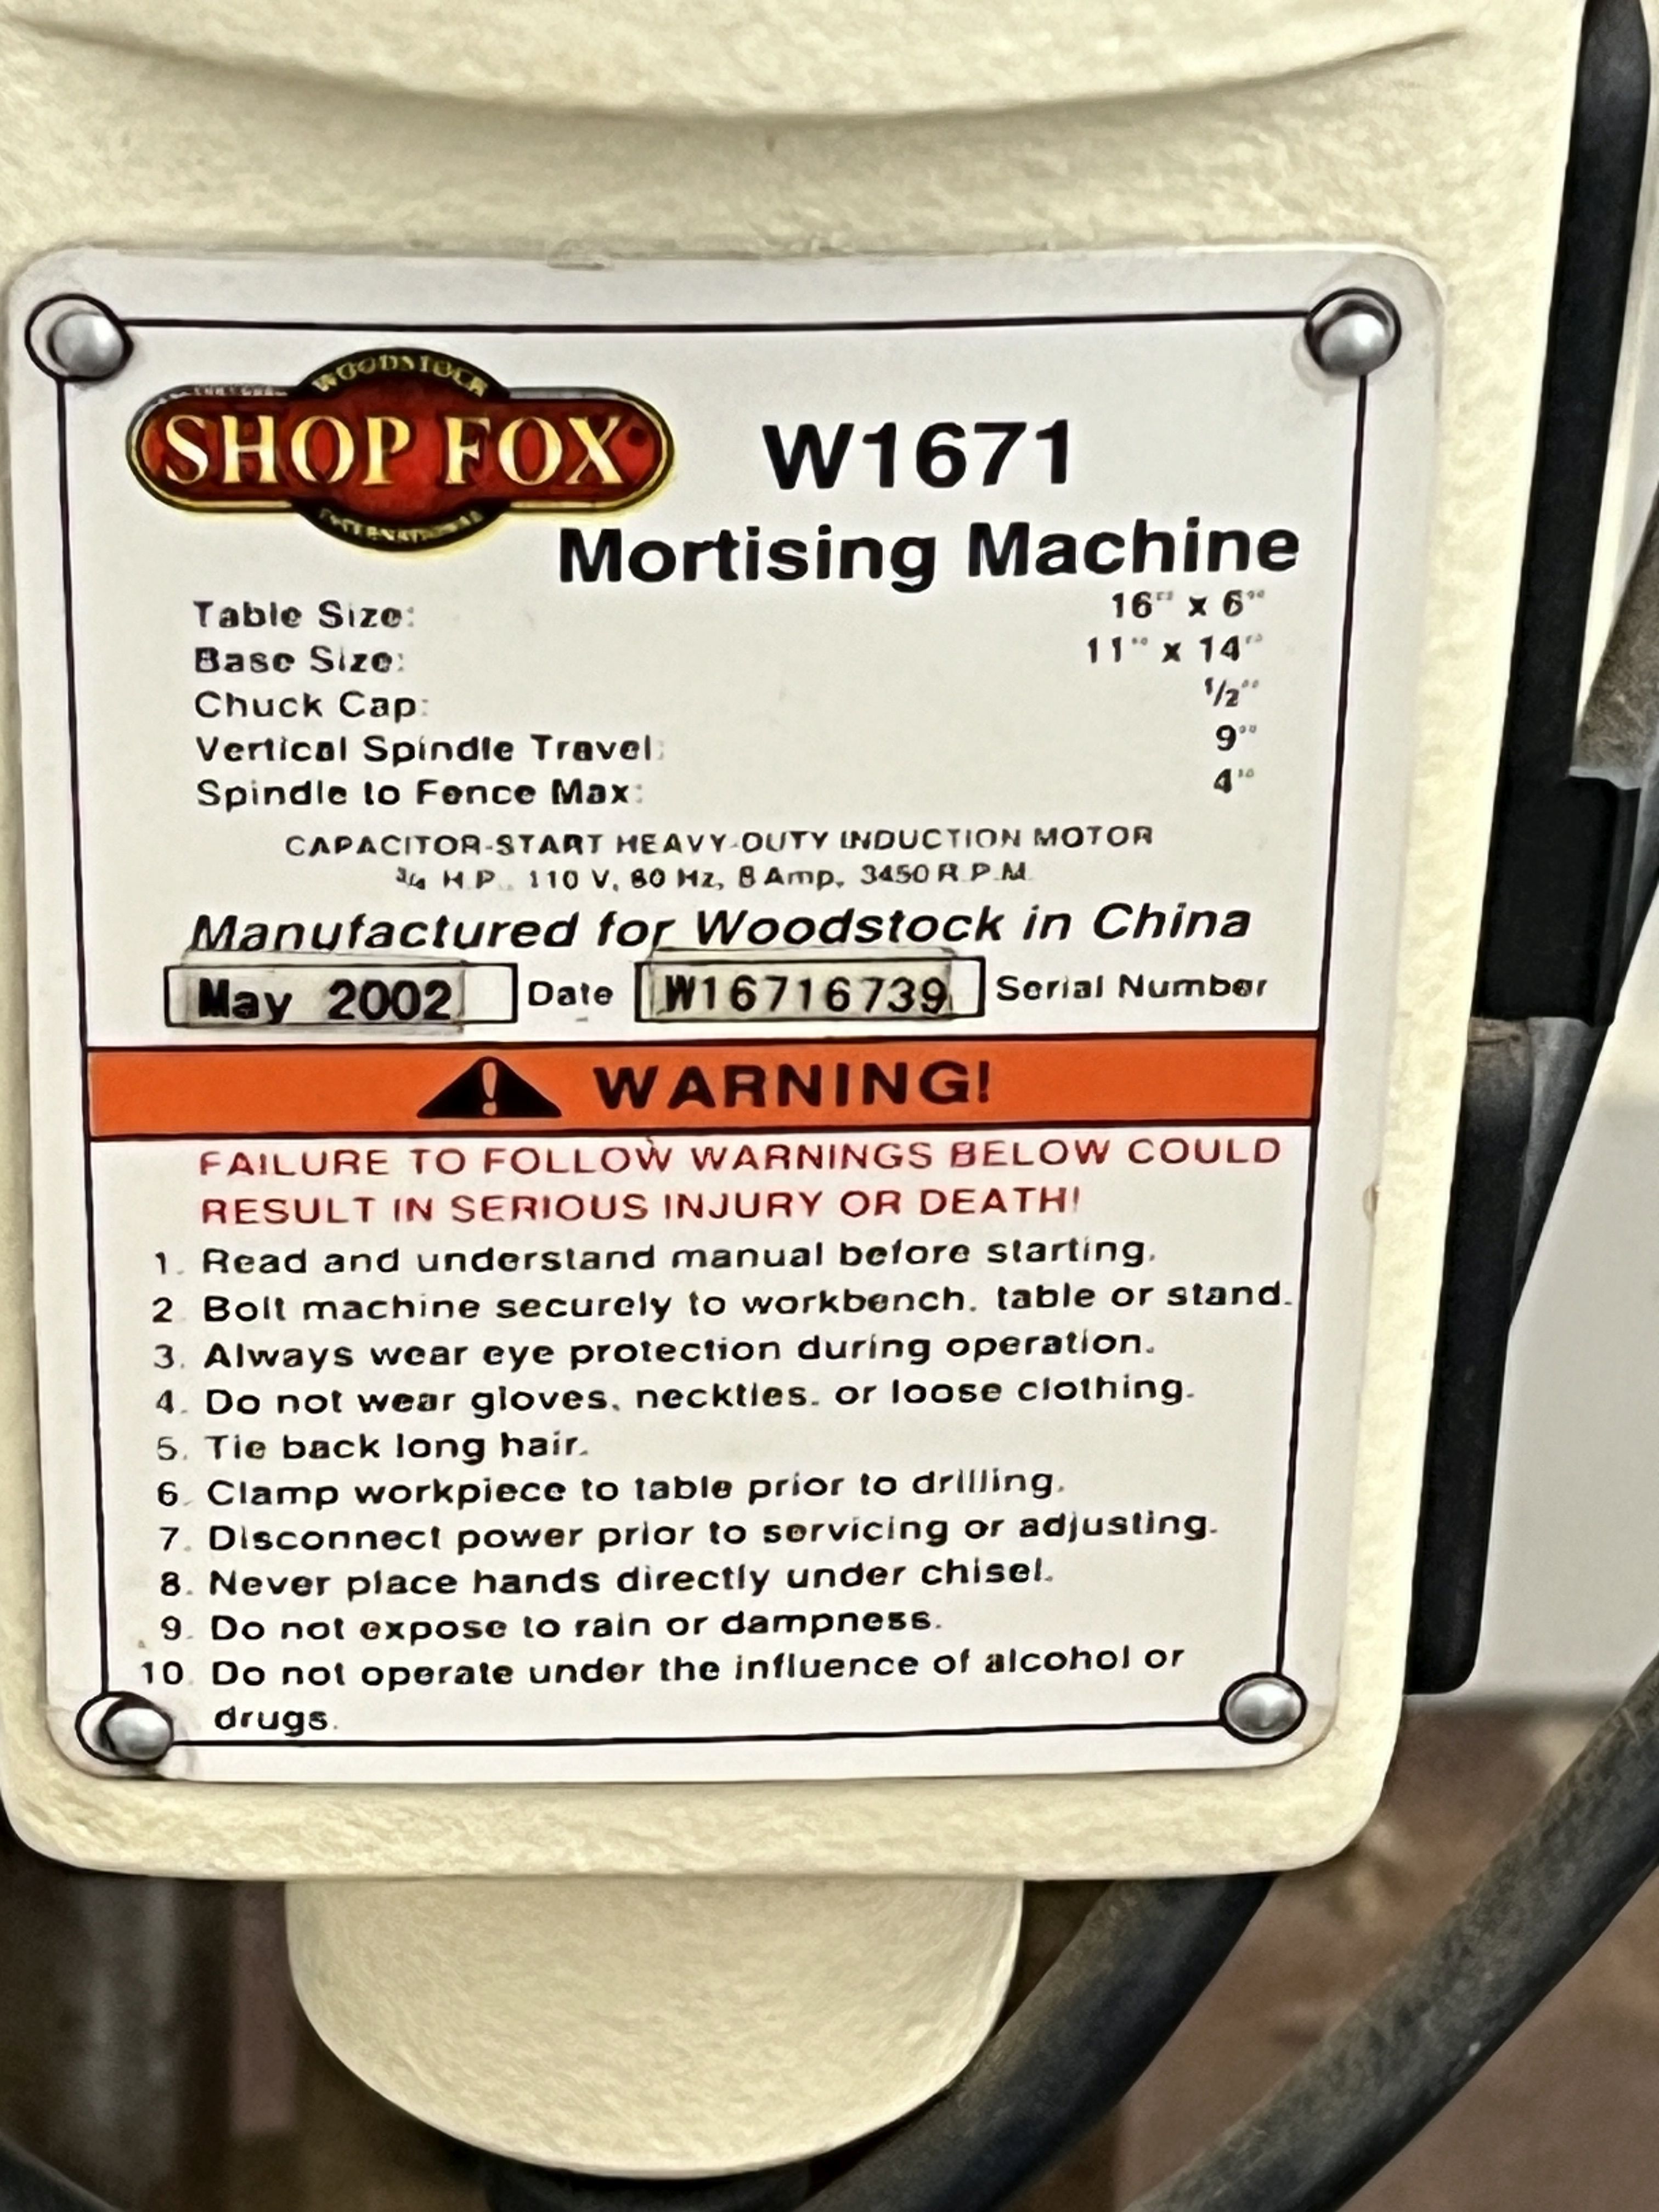 WOODSTOCK
SHOP FOX
INTERNATIONAL
W1671
Mortising Machine
Table Size: 16" x 6"
Base Size: 11" x 14"
Chuck Cap: 1/2"
Vertical Spindle Travel: 9"
Spindle to Fence Max: 4"
CAPACITOR-START HEAVY-DUTY INDUCTION MOTOR
3/4 H.P., 110 V, 60 Hz, 8 Amp, 3450 R.P.M.
Manufactured for Woodstock in China
May 2002 Date W16716739 Serial Number
WARNING!
FAILURE TO FOLLOW WARNINGS BELOW COULD
RESULT IN SERIOUS INJURY OR DEATH!
1. Read and understand manual before starting.
2. Bolt machine securely to workbench, table or stand.
3. Always wear eye protection during operation.
4. Do not wear gloves, neckties, or loose clothing.
5. Tie back long hair.
6. Clamp workpiece to table prior to drilling.
7. Disconnect power prior to servicing or adjusting.
8. Never place hands directly under chisel.
9. Do not expose to rain or dampness.
10. Do not operate under the influence of alcohol or
drugs.